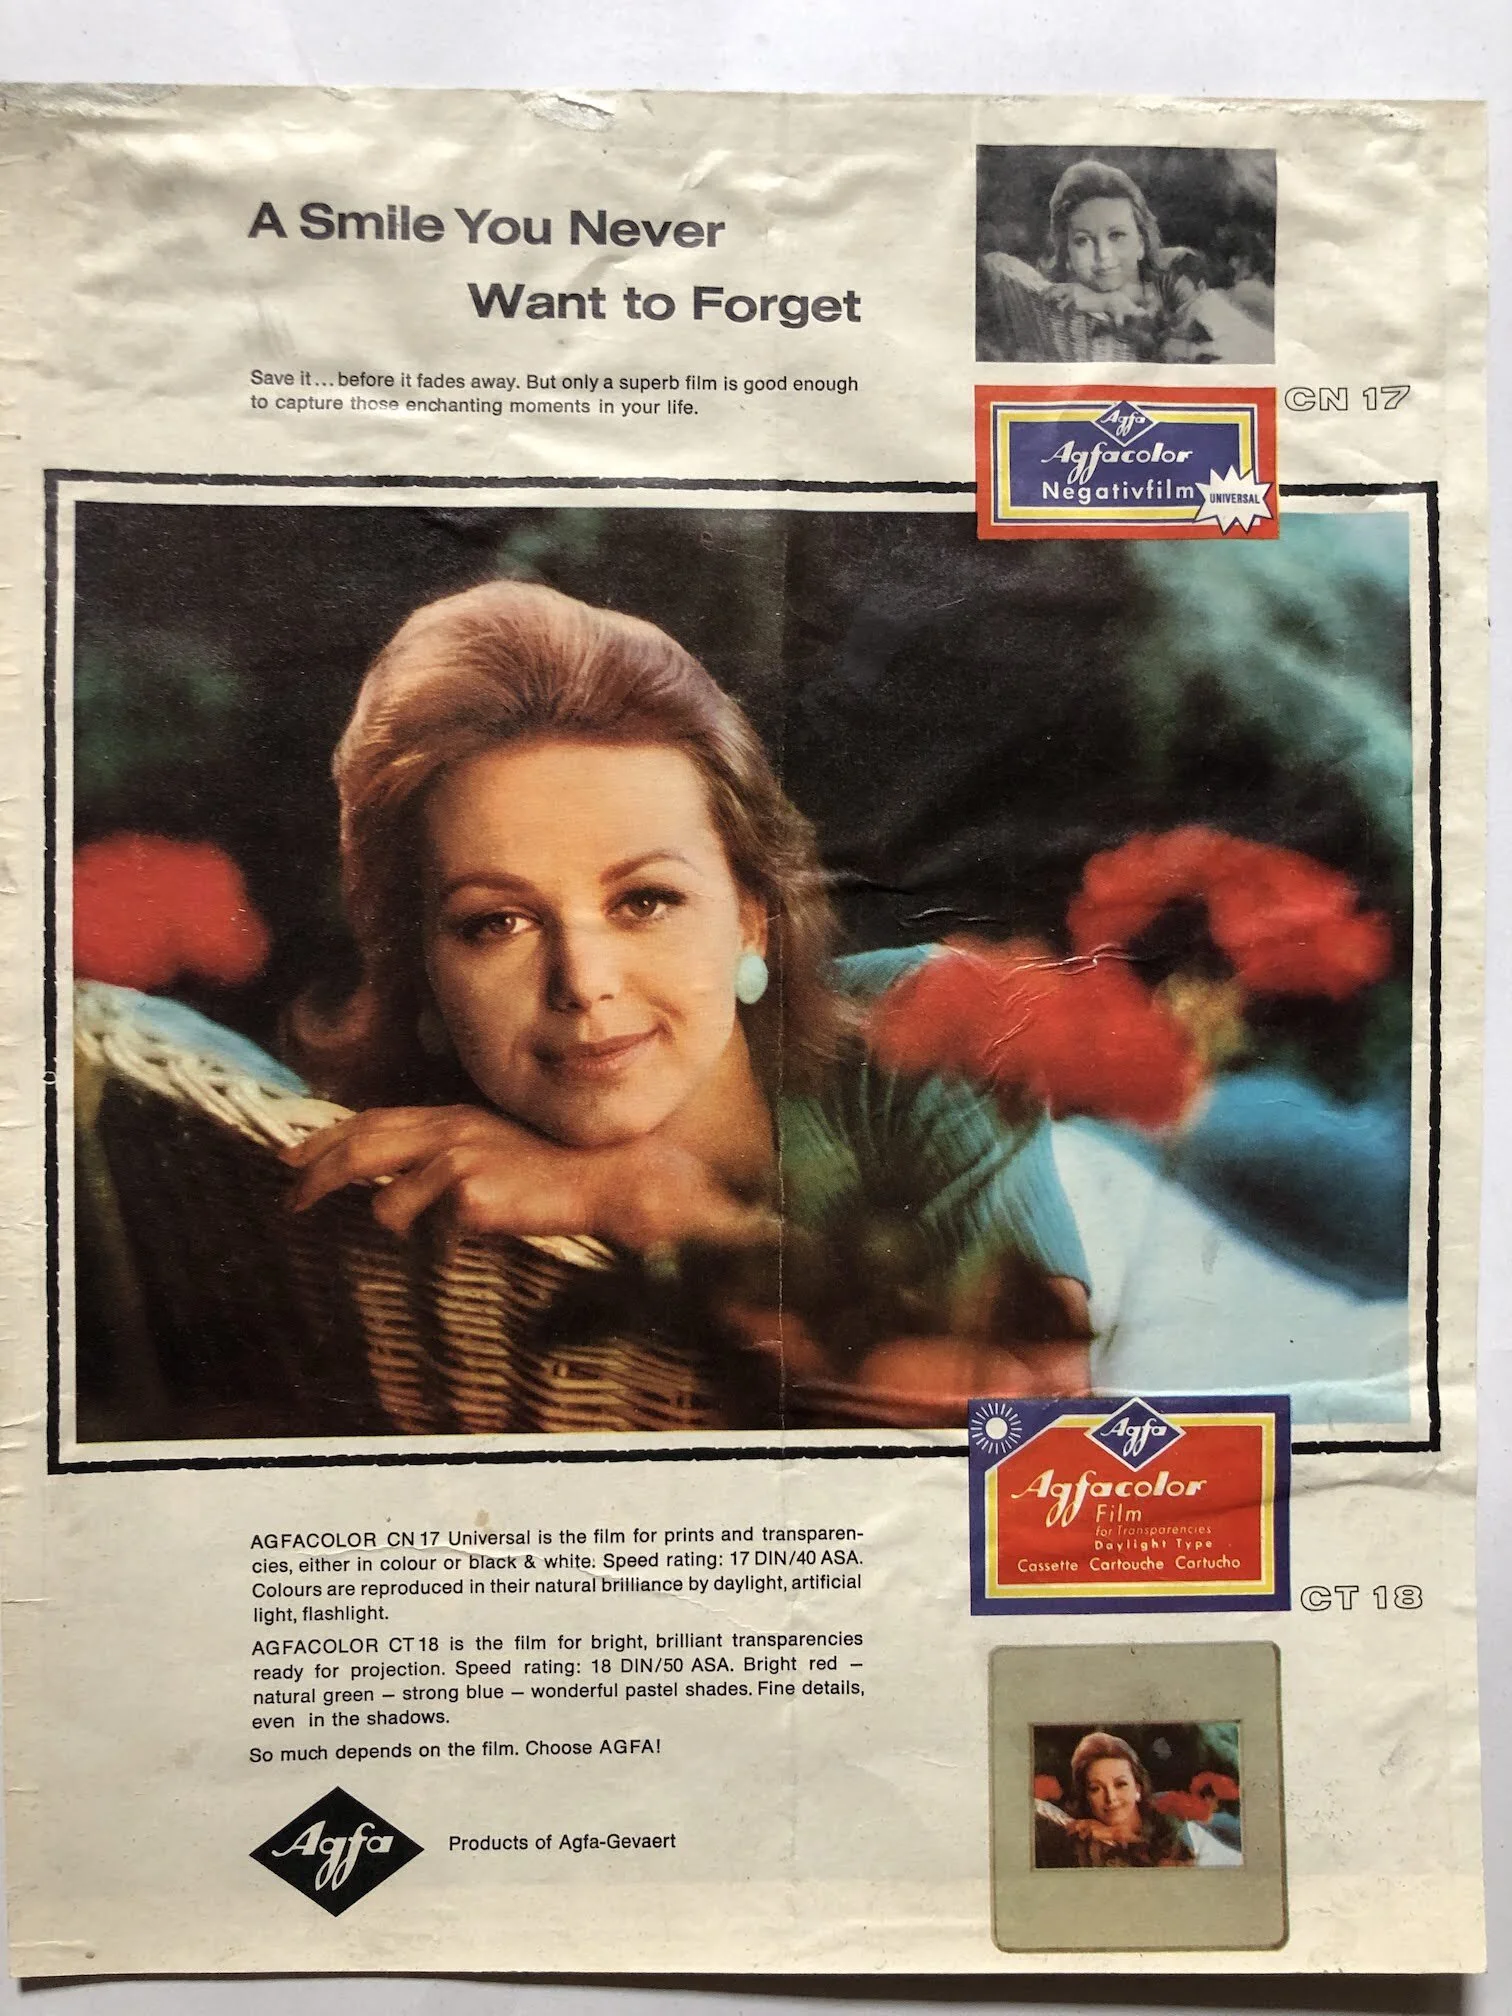 A Smile You Never
Want to Forget
Save it... before it fades away. But only a superb film is good enough
to capture those enchanting moments in your life.
CN 17
Agfa
Agfacolor
Negativfilm
UNIVERSAL
Agfa
Agfacolor
Film
for Transparencies
Daylight Type
Cassette Cartouche Cartucho
CT 18
AGFACOLOR CN 17 Universal is the film for prints and transparen-
cies, either in colour or black & white. Speed rating: 17 DIN/40 ASA.
Colours are reproduced in their natural brilliance by daylight, artificial
light, flashlight.
AGFACOLOR CT 18 is the film for bright, brilliant transparencies
ready for projection. Speed rating: 18 DIN/50 ASA. Bright red –
natural green – strong blue – wonderful pastel shades. Fine details,
even in the shadows.
So much depends on the film. Choose AGFA!
Agfa
Products of Agfa-Gevaert